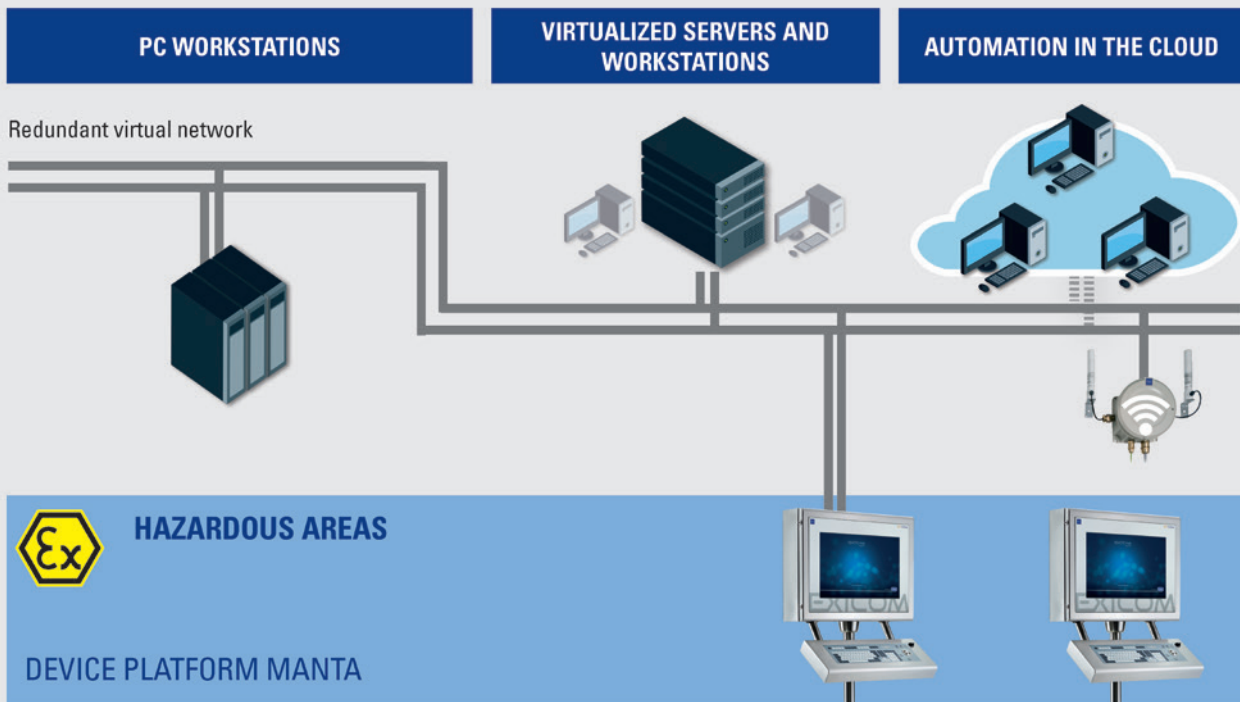 PC WORKSTATIONS
VIRTUALIZED SERVERS AND
WORKSTATIONS
AUTOMATION IN THE CLOUD
Redundant virtual network
Ex
HAZARDOUS AREAS
EXICOM
EXICOM
DEVICE PLATFORM MANTA